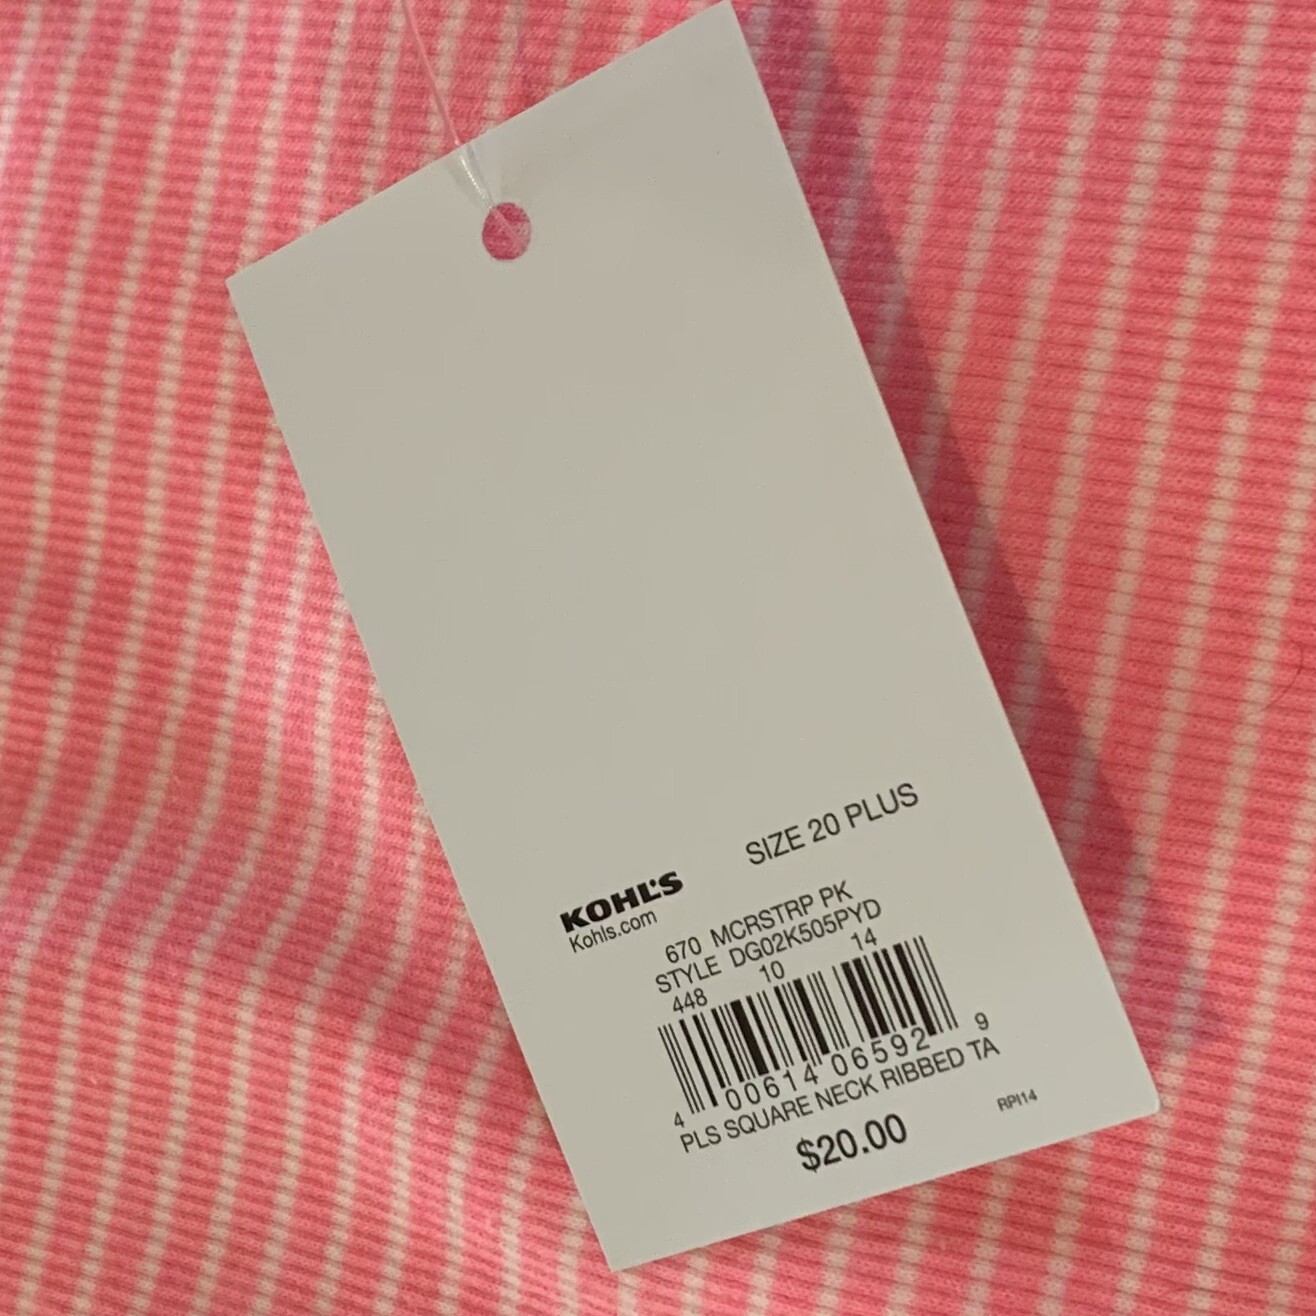 SIZE 20 PLUS
KOHL'S
Kohls.com
670 MCRSTRP PK
STYLE DG02K505PYD
448 10 14
4 00614 06592 9
PLS SQUARE NECK RIBBED TA
RPI14
$20.00